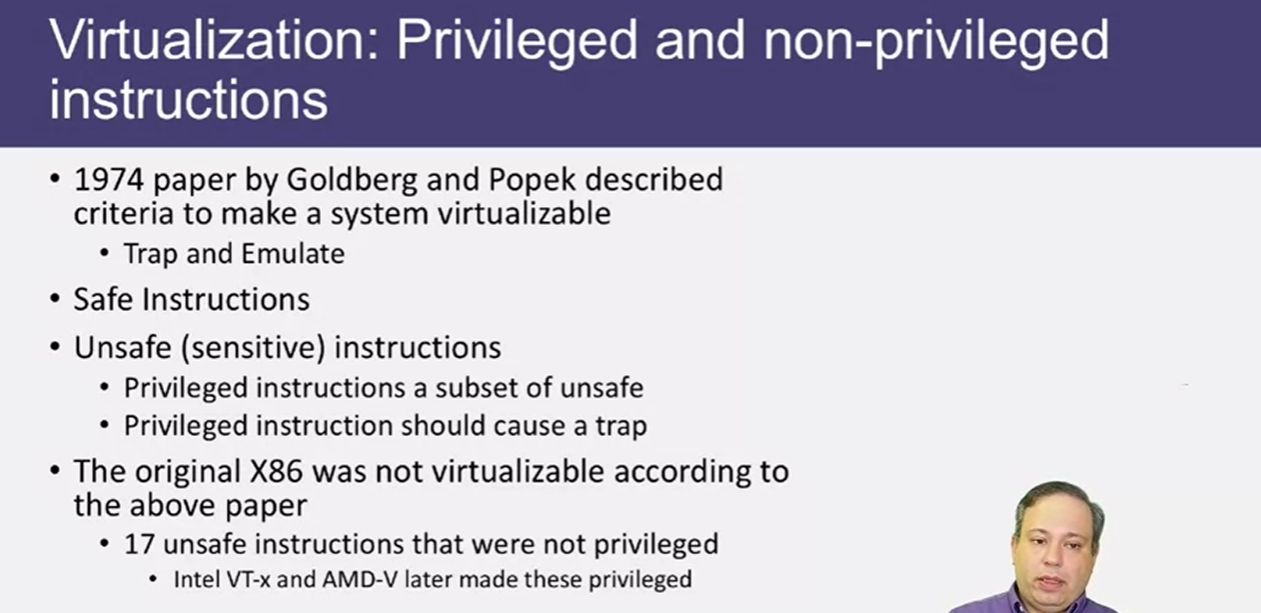 Virtualization: Privileged and non-privileged
instructions
• 1974 paper by Goldberg and Popek described
criteria to make a system virtualizable
• Trap and Emulate
• Safe Instructions
• Unsafe (sensitive) instructions
• Privileged instructions a subset of unsafe
• Privileged instruction should cause a trap
• The original X86 was not virtualizable according to
the above paper
• 17 unsafe instructions that were not privileged
• Intel VT-x and AMD-V later made these privileged